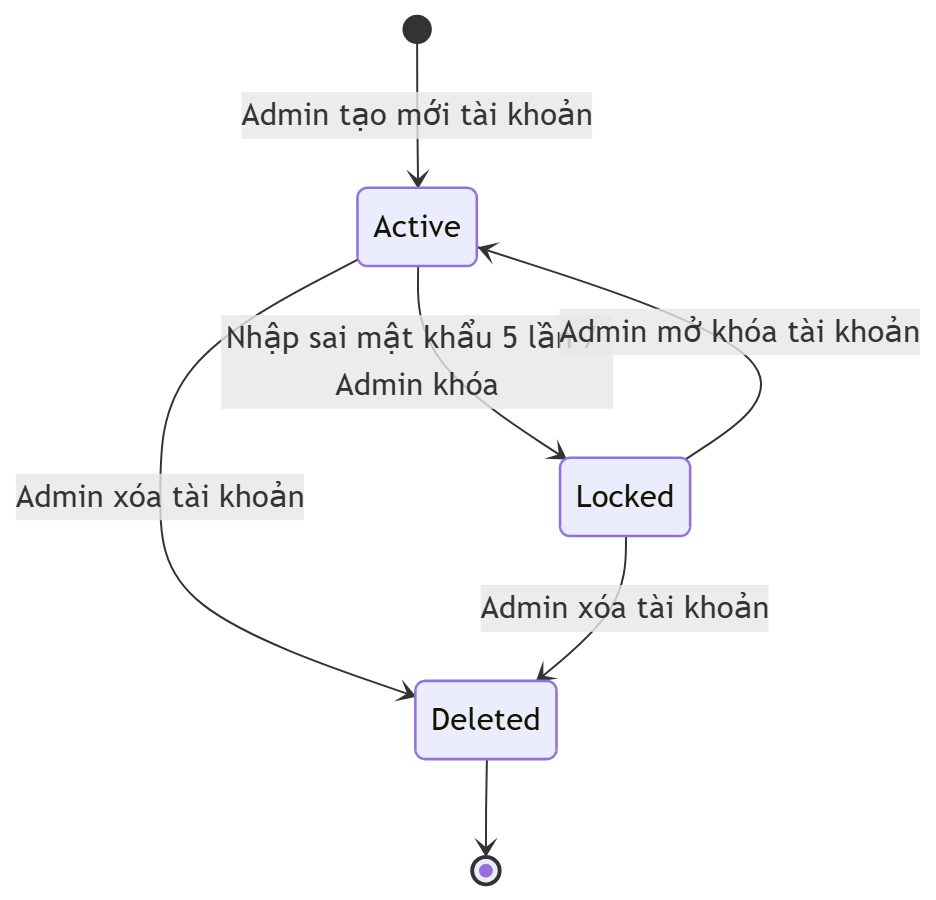 Admin tạo mới tài khoản
Active
Nhập sai mật khẩu 5 lần /
Admin khóa
Admin mở khóa tài khoản
Admin xóa tài khoản
Locked
Admin xóa tài khoản
Deleted